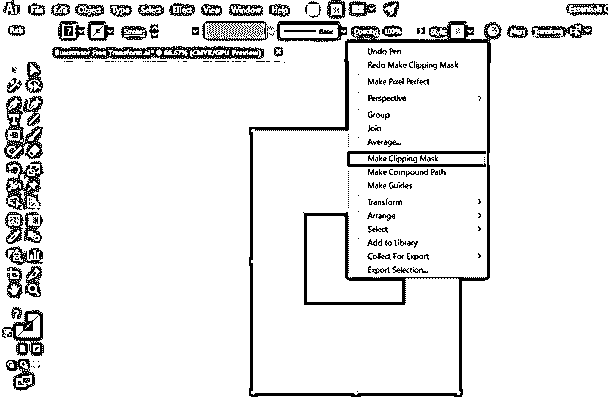 Ai File Edit Object Type Select Effect View Window Help
Basic
Undo Pen
Redo Make Clipping Mask
Make Pixel Perfect
Perspective
Group
Join
Average...
Make Clipping Mask
Make Compound Path
Make Guides
Transform
Arrange
Select
Add to Library
Collect For Export
Export Selection...